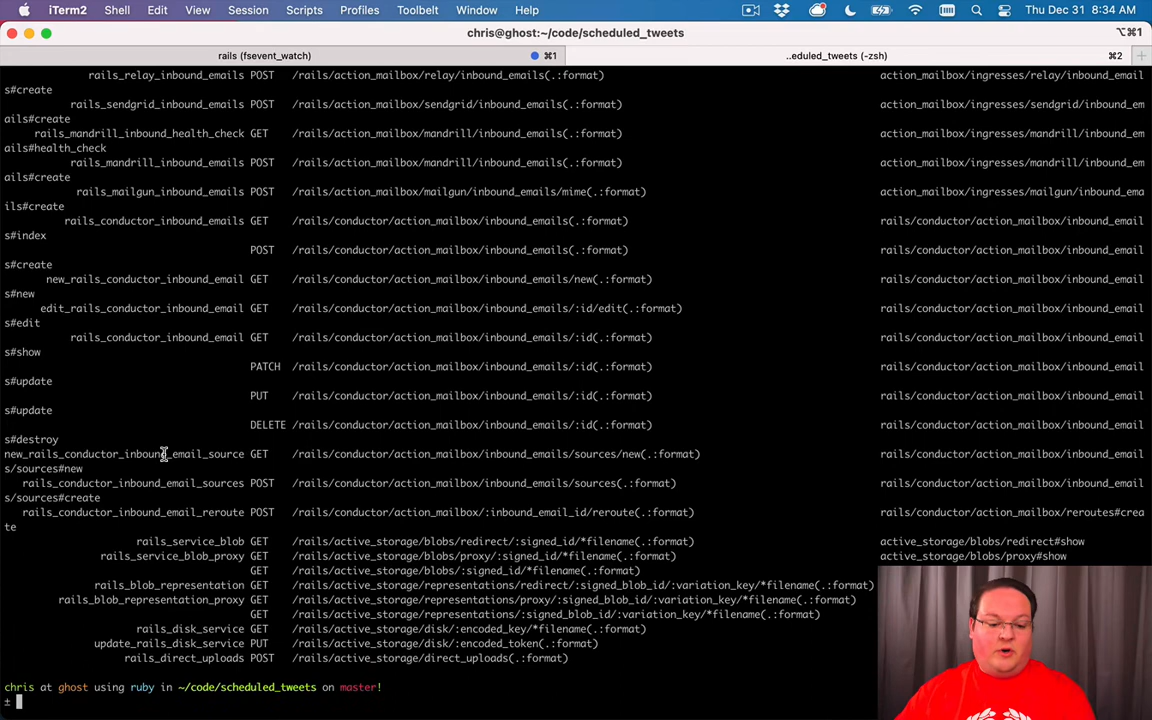 iTerm2 Shell Edit View Session Scripts Profiles Toolbelt Window Help Thu Dec 31 8:34 AM
chris@ghost:~/code/scheduled_tweets ⌥⌘1
rails (fsevent_watch) ⌘1 ..eduled_tweets (-zsh) ⌘2 +
rails_relay_inbound_emails POST /rails/action_mailbox/relay/inbound_emails(.:format) action_mailbox/ingresses/relay/inbound_email
s#create
rails_sendgrid_inbound_emails POST /rails/action_mailbox/sendgrid/inbound_emails(.:format) action_mailbox/ingresses/sendgrid/inbound_em
ails#create
rails_mandrill_inbound_health_check GET /rails/action_mailbox/mandrill/inbound_emails(.:format) action_mailbox/ingresses/mandrill/inbound_em
ails#health_check
rails_mandrill_inbound_emails POST /rails/action_mailbox/mandrill/inbound_emails(.:format) action_mailbox/ingresses/mandrill/inbound_em
ails#create
rails_mailgun_inbound_emails POST /rails/action_mailbox/mailgun/inbound_emails/mime(.:format) action_mailbox/ingresses/mailgun/inbound_ema
ils#create
rails_conductor_inbound_emails GET /rails/conductor/action_mailbox/inbound_emails(.:format) rails/conductor/action_mailbox/inbound_email
s#index
POST /rails/conductor/action_mailbox/inbound_emails(.:format) rails/conductor/action_mailbox/inbound_email
s#create
new_rails_conductor_inbound_email GET /rails/conductor/action_mailbox/inbound_emails/new(.:format) rails/conductor/action_mailbox/inbound_email
s#new
edit_rails_conductor_inbound_email GET /rails/conductor/action_mailbox/inbound_emails/:id/edit(.:format) rails/conductor/action_mailbox/inbound_email
s#edit
rails_conductor_inbound_email GET /rails/conductor/action_mailbox/inbound_emails/:id(.:format) rails/conductor/action_mailbox/inbound_email
s#show
PATCH /rails/conductor/action_mailbox/inbound_emails/:id(.:format) rails/conductor/action_mailbox/inbound_email
s#update
PUT /rails/conductor/action_mailbox/inbound_emails/:id(.:format) rails/conductor/action_mailbox/inbound_email
s#update
DELETE /rails/conductor/action_mailbox/inbound_emails/:id(.:format) rails/conductor/action_mailbox/inbound_email
s#destroy
new_rails_conductor_inbound_email_source GET /rails/conductor/action_mailbox/inbound_emails/sources/new(.:format) rails/conductor/action_mailbox/inbound_email
s/sources#new
rails_conductor_inbound_email_sources POST /rails/conductor/action_mailbox/inbound_emails/sources(.:format) rails/conductor/action_mailbox/inbound_email
s/sources#create
rails_conductor_inbound_email_reroute POST /rails/conductor/action_mailbox/:inbound_email_id/reroute(.:format) rails/conductor/action_mailbox/reroutes#crea
te
rails_service_blob GET /rails/active_storage/blobs/redirect/:signed_id/*filename(.:format) active_storage/blobs/redirect#show
rails_service_blob_proxy GET /rails/active_storage/blobs/proxy/:signed_id/*filename(.:format) active_storage/blobs/proxy#show
GET /rails/active_storage/blobs/:signed_id/*filename(.:format)
rails_blob_representation GET /rails/active_storage/representations/redirect/:signed_blob_id/:variation_key/*filename(.:format)
rails_blob_representation_proxy GET /rails/active_storage/representations/proxy/:signed_blob_id/:variation_key/*filename(.:format)
GET /rails/active_storage/representations/:signed_blob_id/:variation_key/*filename(.:format)
rails_disk_service GET /rails/active_storage/disk/:encoded_key/*filename(.:format)
update_rails_disk_service PUT /rails/active_storage/disk/:encoded_token(.:format)
rails_direct_uploads POST /rails/active_storage/direct_uploads(.:format)
chris at ghost using ruby in ~/code/scheduled_tweets on master!
±